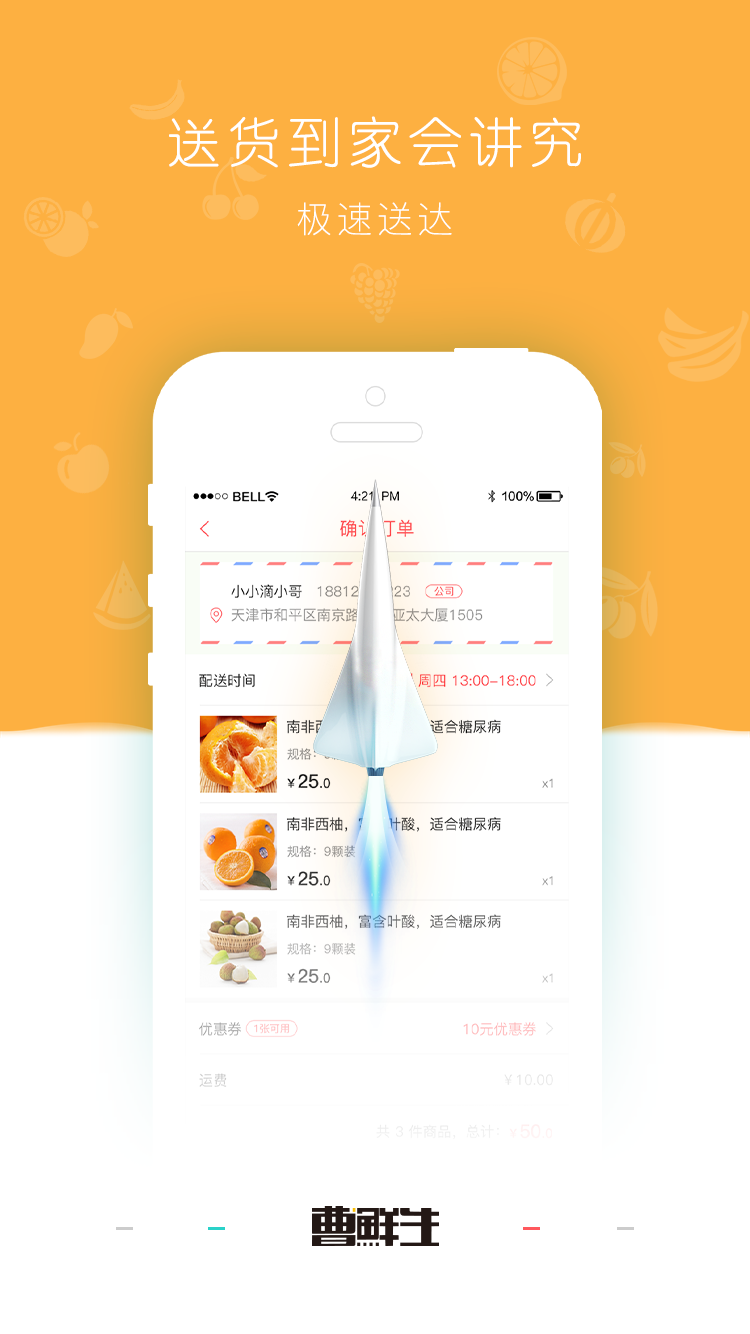 送货到家会讲究
极速送达
BELL 4:21 PM 100%
确认订单
小小滴小哥 18812 23 公司
天津市和平区南京路 亚太大厦1505
配送时间 周四 13:00-18:00
南非西 适合糖尿病
规格：
¥25.0 x1
南非西柚，富含叶酸，适合糖尿病
规格：9颗装
¥25.0 x1
南非西柚，富含叶酸，适合糖尿病
规格：9颗装
¥25.0 x1
优惠券 1张可用 10元优惠券
运费 ¥10.00
共 3 件商品，总计：¥50.0
曹鲜生